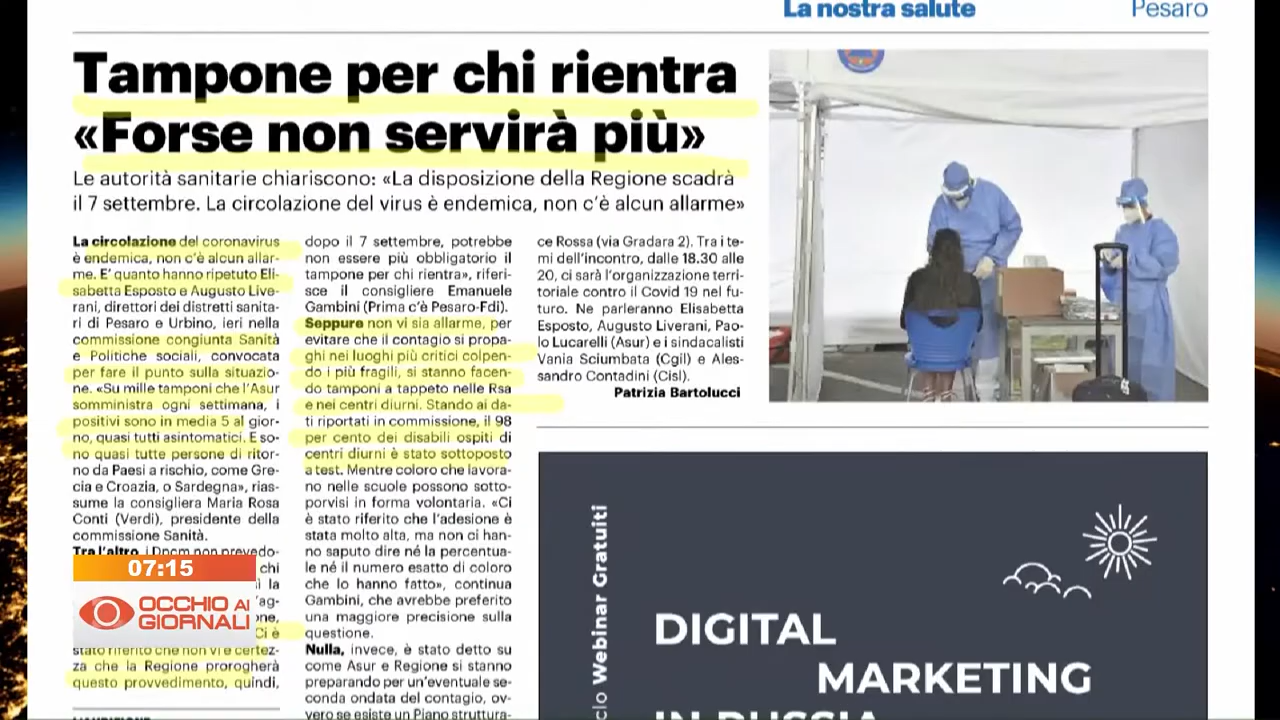 La nostra salute
Pesaro
Tampone per chi rientra
«Forse non servirà più»
Le autorità sanitarie chiariscono: «La disposizione della Regione scadrà
il 7 settembre. La circolazione del virus è endemica, non c'è alcun allarme»
La circolazione del coronavirus
è endemica, non c'è alcun allar-
me. E' quanto hanno ripetuto Eli-
sabetta Esposto e Augusto Live-
rani, direttori dei distretti sanita-
ri di Pesaro e Urbino, ieri nella
commissione congiunta Sanità
e Politiche sociali, convocata
per fare il punto sulla situazio-
ne. «Su mille tamponi che l'Asur
somministra ogni settimana, i
positivi sono in media 5 al gior-
no, quasi tutti asintomatici. E so-
no quasi tutte persone di ritor-
no da Paesi a rischio, come Gre-
cia e Croazia, o Sardegna», rias-
sume la consigliera Maria Rosa
Conti (Verdi), presidente della
commissione Sanità.
Tra l'altro, i Dpcm non prevedo-
chi
la
'ag-
one,
Ci è
stato riferito che non vi è certez-
za che la Regione prorogherà
questo provvedimento, quindi,
dopo il 7 settembre, potrebbe
non essere più obbligatorio il
tampone per chi rientra», riferi-
sce il consigliere Emanuele
Gambini (Prima c'è Pesaro-Fdi).
Seppure non vi sia allarme, per
evitare che il contagio si propa-
ghi nei luoghi più critici colpen-
do i più fragili, si stanno facen-
do tamponi a tappeto nelle Rsa
e nei centri diurni. Stando ai da-
ti riportati in commissione, il 98
per cento dei disabili ospiti di
centri diurni è stato sottoposto
a test. Mentre coloro che lavora-
no nelle scuole possono sotto-
porvisi in forma volontaria. «Ci
è stato riferito che l'adesione è
stata molto alta, ma non ci han-
no saputo dire né la percentua-
le né il numero esatto di coloro
che lo hanno fatto», continua
Gambini, che avrebbe preferito
una maggiore precisione sulla
questione.
Nulla, invece, è stato detto su
come Asur e Regione si stanno
preparando per un'eventuale se-
conda ondata del contagio, ov-
vero se esiste un Piano struttura-
ce Rossa (via Gradara 2). Tra i te-
mi dell'incontro, dalle 18.30 alle
20, ci sarà l'organizzazione terri-
toriale contro il Covid 19 nel fu-
turo. Ne parleranno Elisabetta
Esposto, Augusto Liverani, Pao-
lo Lucarelli (Asur) e i sindacalisti
Vania Sciumbata (Cgil) e Ales-
sandro Contadini (Cisl).
Patrizia Bartolucci
07:15
OCCHIO AI
GIORNALI
clo Webinar Gratuiti
DIGITAL
MARKETING
IN RUSSIA